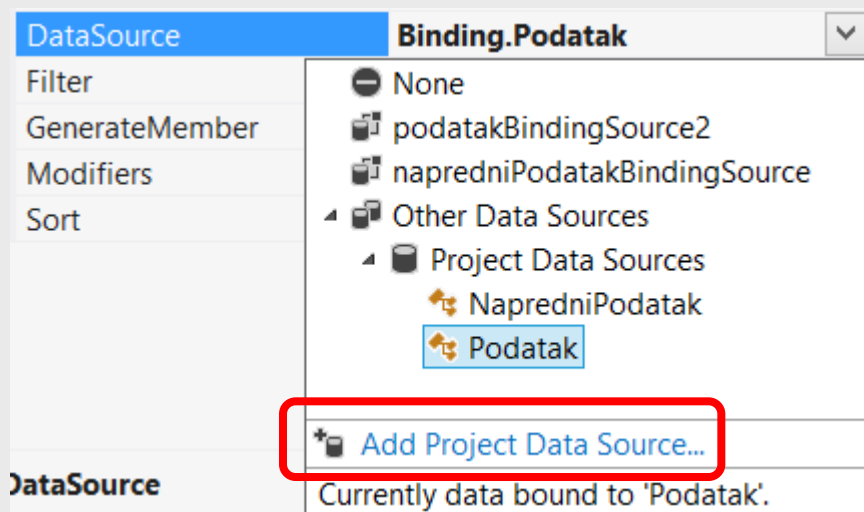 DataSource Binding.Podatak
Filter
None
GenerateMember
podatakBindingSource2
Modifiers
napredniPodatakBindingSource
Sort
Other Data Sources
Project Data Sources
NapredniPodatak
Podatak
Add Project Data Source...
DataSource
Currently data bound to 'Podatak'.